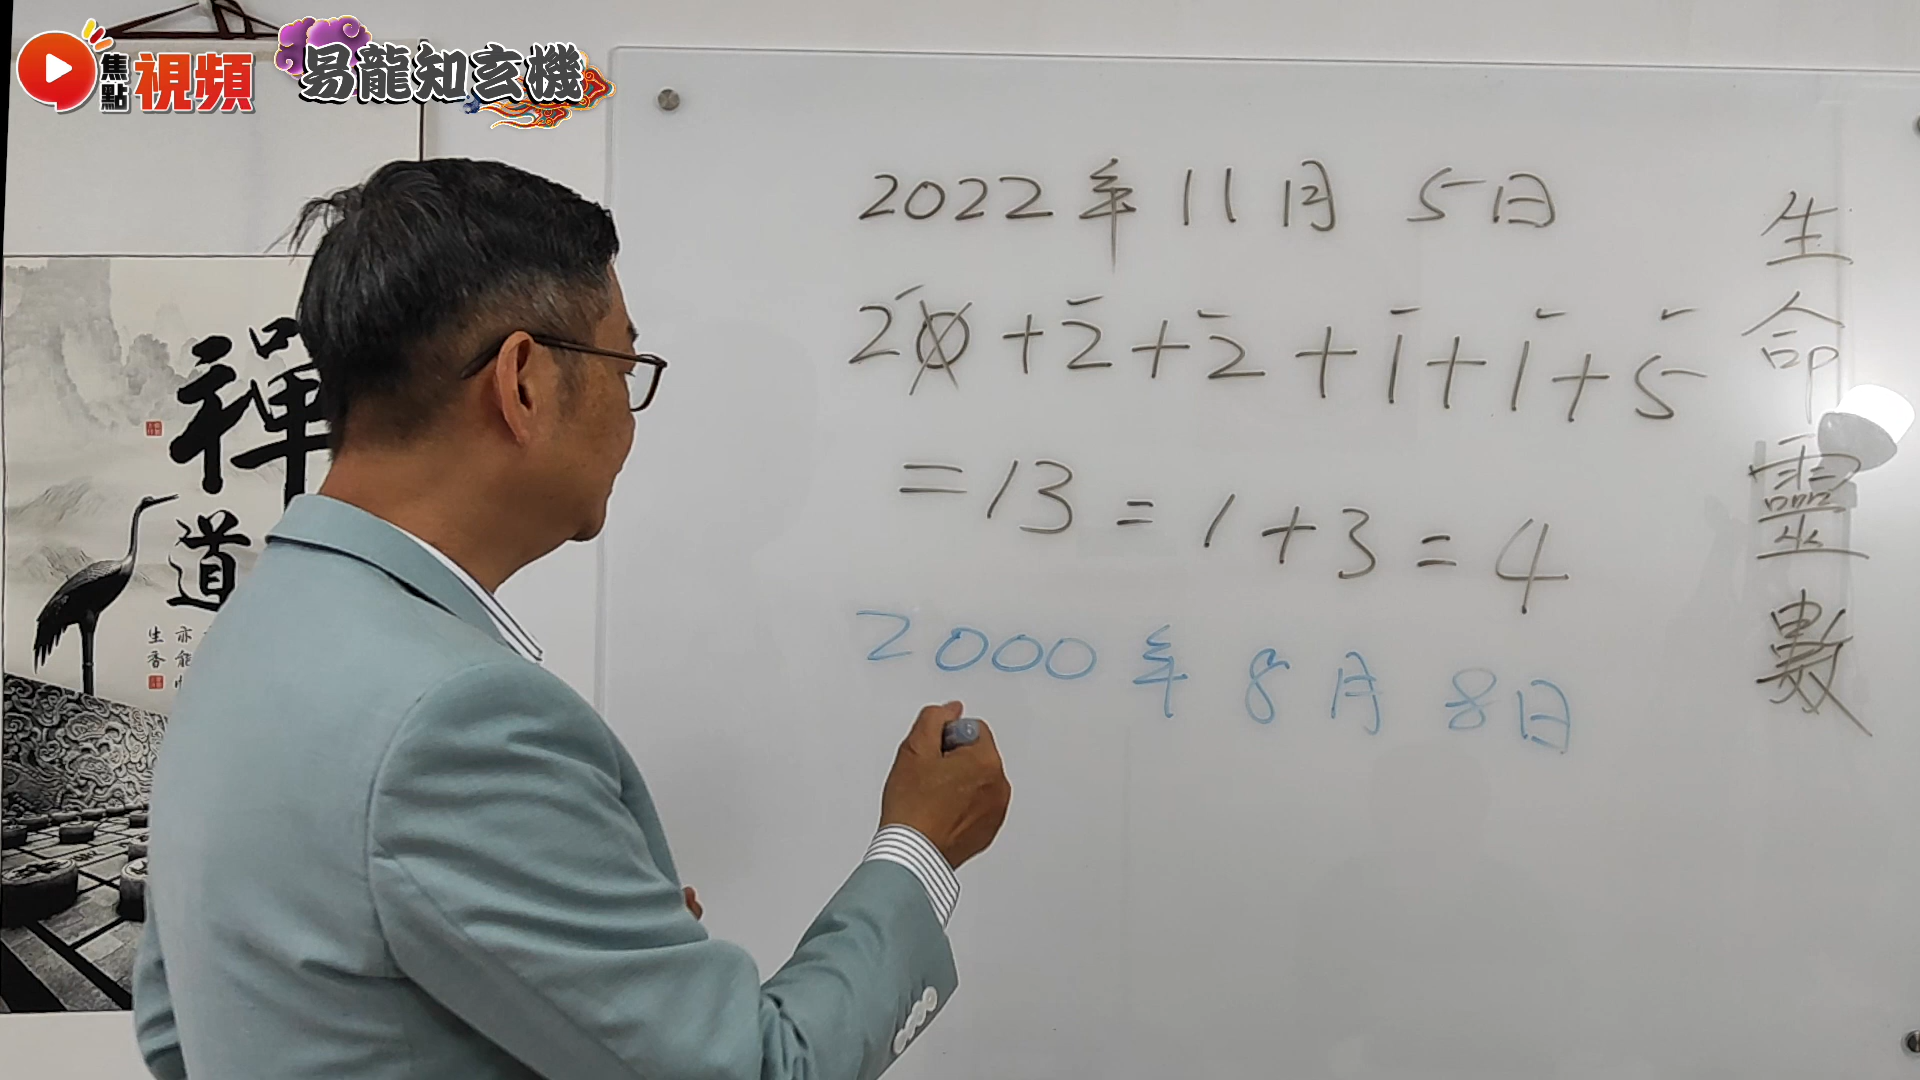 焦點視頻
易龍知玄機
2022年11月5日
20+2+2+1+1+5
=13=1+3=4
2000年8月8日
生命靈數
禪道